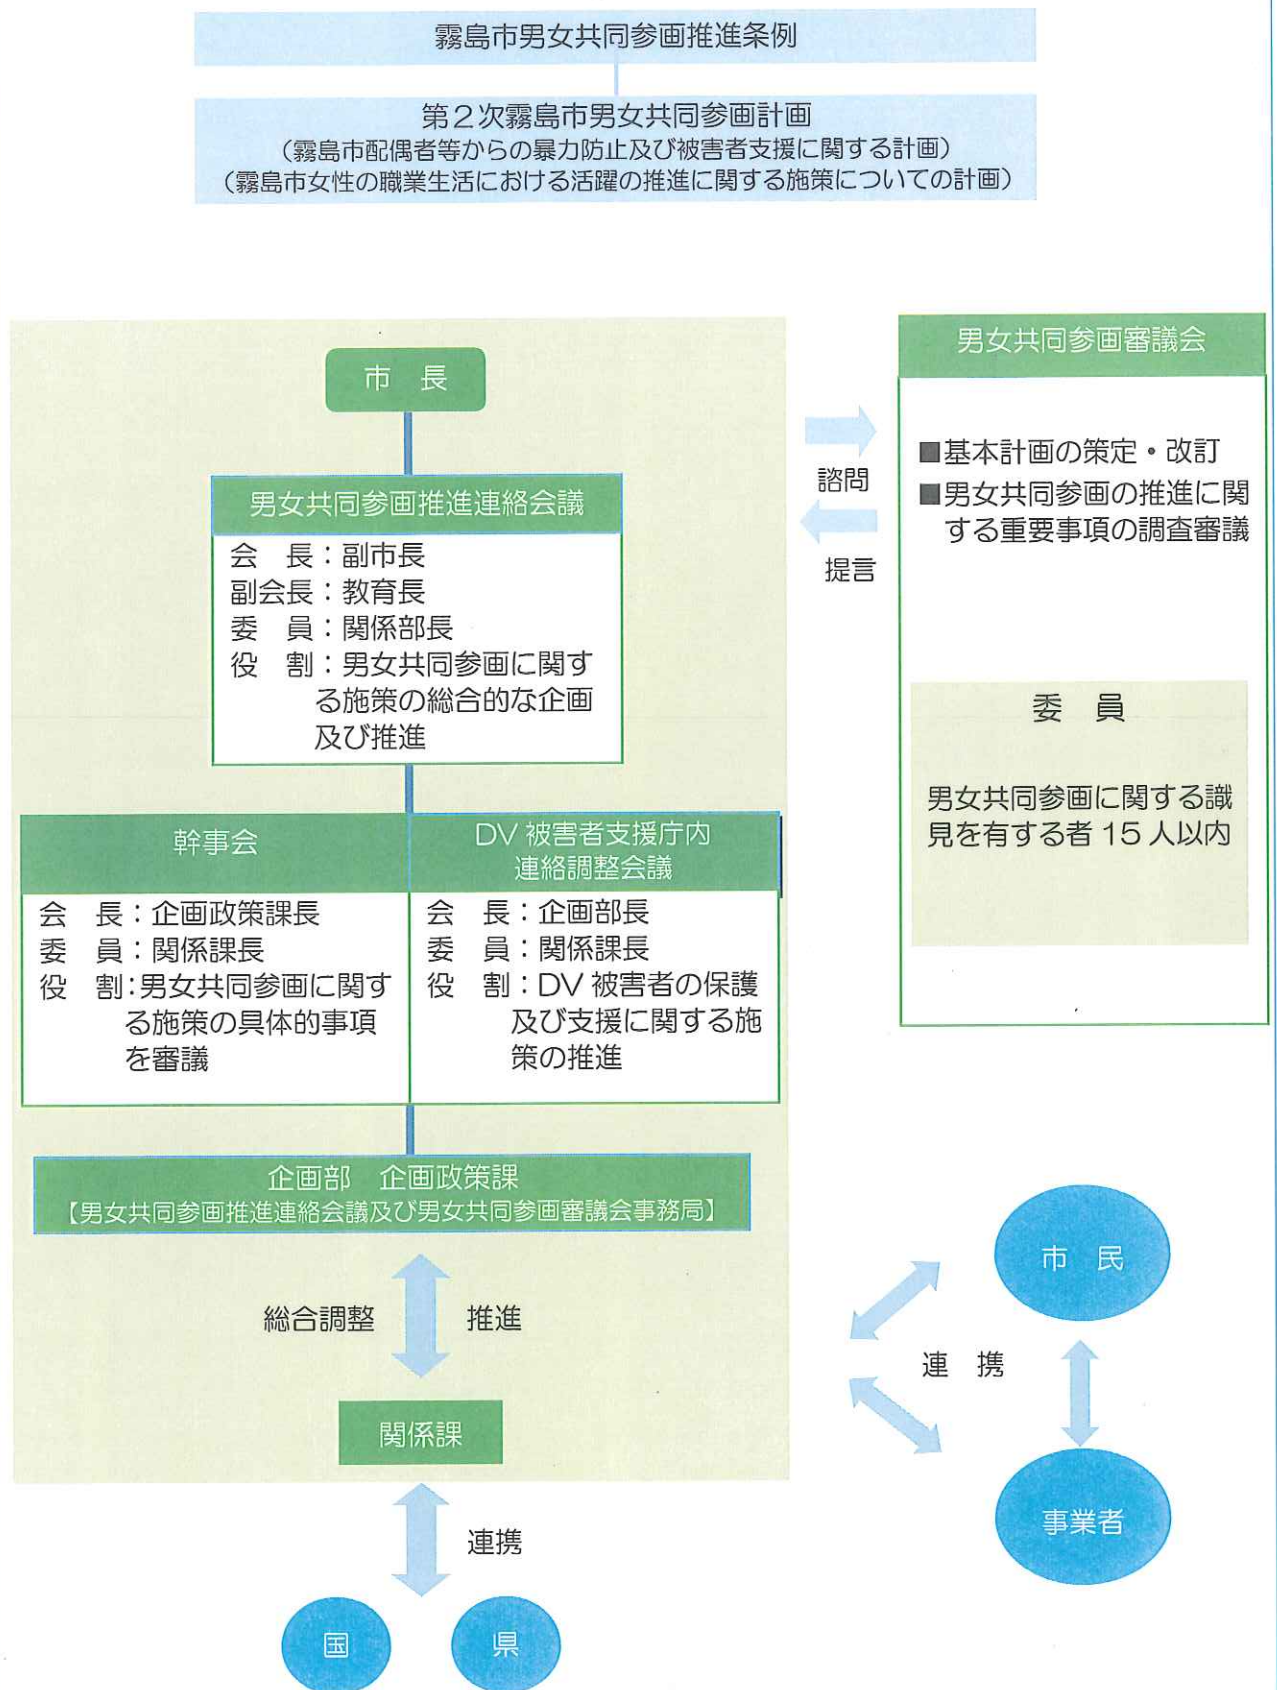 霧島市男女共同参画推進条例
第2次霧島市男女共同参画計画
（霧島市配偶者等からの暴力防止及び被害者支援に関する計画）
（霧島市女性の職業生活における活躍の推進に関する施策についての計画）
市　長
男女共同参画推進連絡会議
会　長：副市長
副会長：教育長
委　員：関係部長
役　割：男女共同参画に関す
る施策の総合的な企画
及び推進
幹事会
会　長：企画政策課長
委　員：関係課長
役　割：男女共同参画に関す
る施策の具体的事項
を審議
DV 被害者支援庁内
連絡調整会議
会　長：企画部長
委　員：関係課長
役　割：DV 被害者の保護
及び支援に関する施
策の推進
企画部　企画政策課
【男女共同参画推進連絡会議及び男女共同参画審議会事務局】
総合調整
推進
関係課
連携
国
県
諮問
提言
男女共同参画審議会
■基本計画の策定・改訂
■男女共同参画の推進に関
する重要事項の調査審議
委　員
男女共同参画に関する識
見を有する者 15 人以内
市　民
連　携
事業者